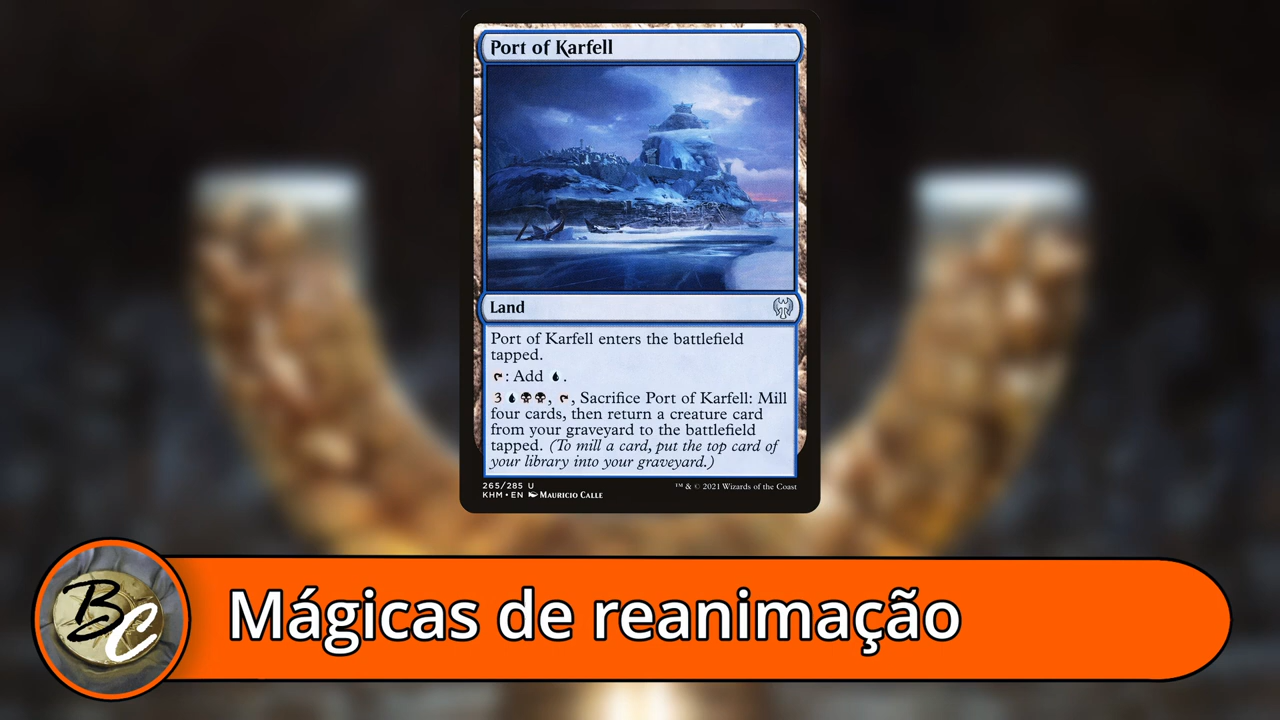 Port of Karfell
Land
Port of Karfell enters the battlefield
tapped.
: Add .
3 , , Sacrifice Port of Karfell: Mill
four cards, then return a creature card
from your graveyard to the battlefield
tapped. (To mill a card, put the top card of
your library into your graveyard.)
265/285 U
KHM • EN Mauricio Calle
™ & © 2021 Wizards of the Coast
BC
Mágicas de reanimação